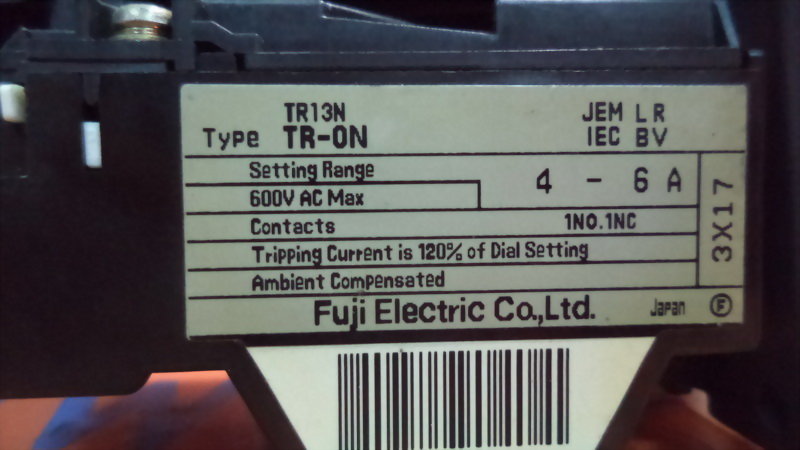 TR13N JEM LR
Type TR-0N IEC BV
Setting Range 4 - 6 A
600V AC Max
Contacts 1NO.1NC
Tripping Current is 120% of Dial Setting
Ambient Compensated
3X17
Fuji Electric Co.,Ltd. Japan F